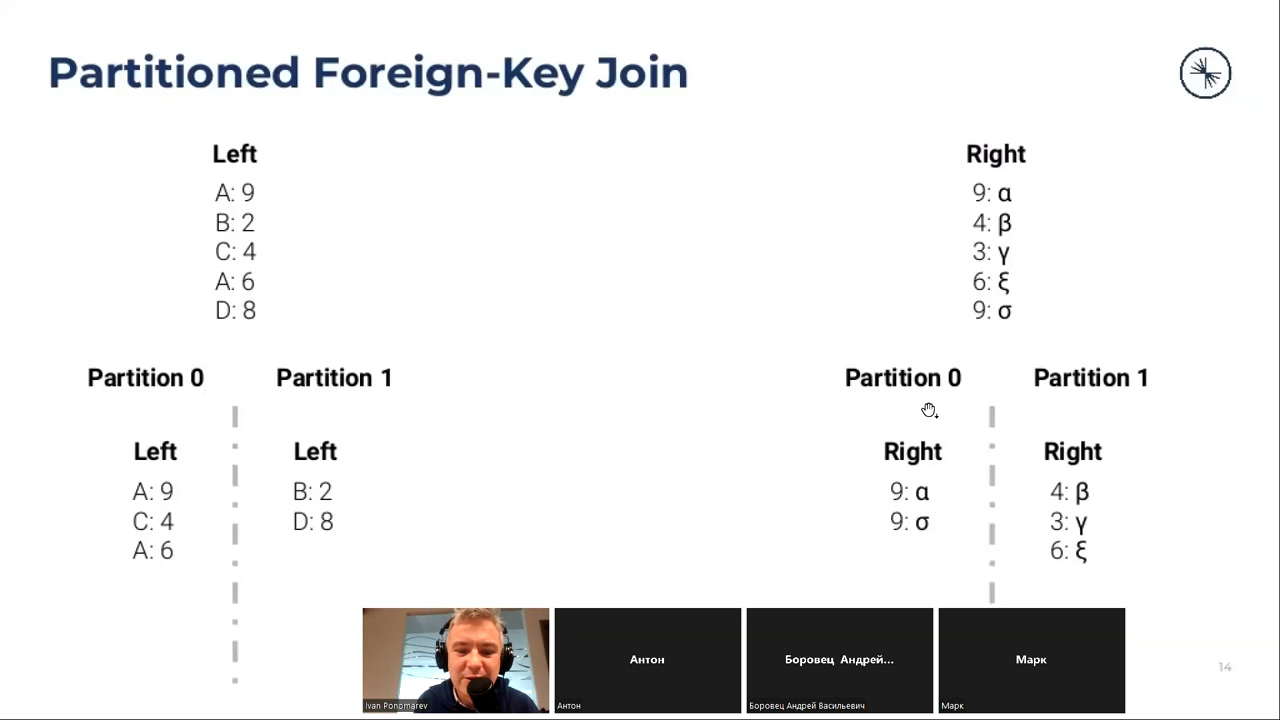 Partitioned Foreign-Key Join
Left
A: 9
B: 2
C: 4
A: 6
D: 8
Right
9: α
4: β
3: γ
6: ξ
9: σ
Partition 0
Partition 1
Left
A: 9
C: 4
A: 6
Left
B: 2
D: 8
Partition 0
Partition 1
Right
9: α
9: σ
Right
4: β
3: γ
6: ξ
Ivan Ponomarev
Антон
Антон
Боровец Андрей...
Боровец Андрей Васильевич
Марк
Марк
14